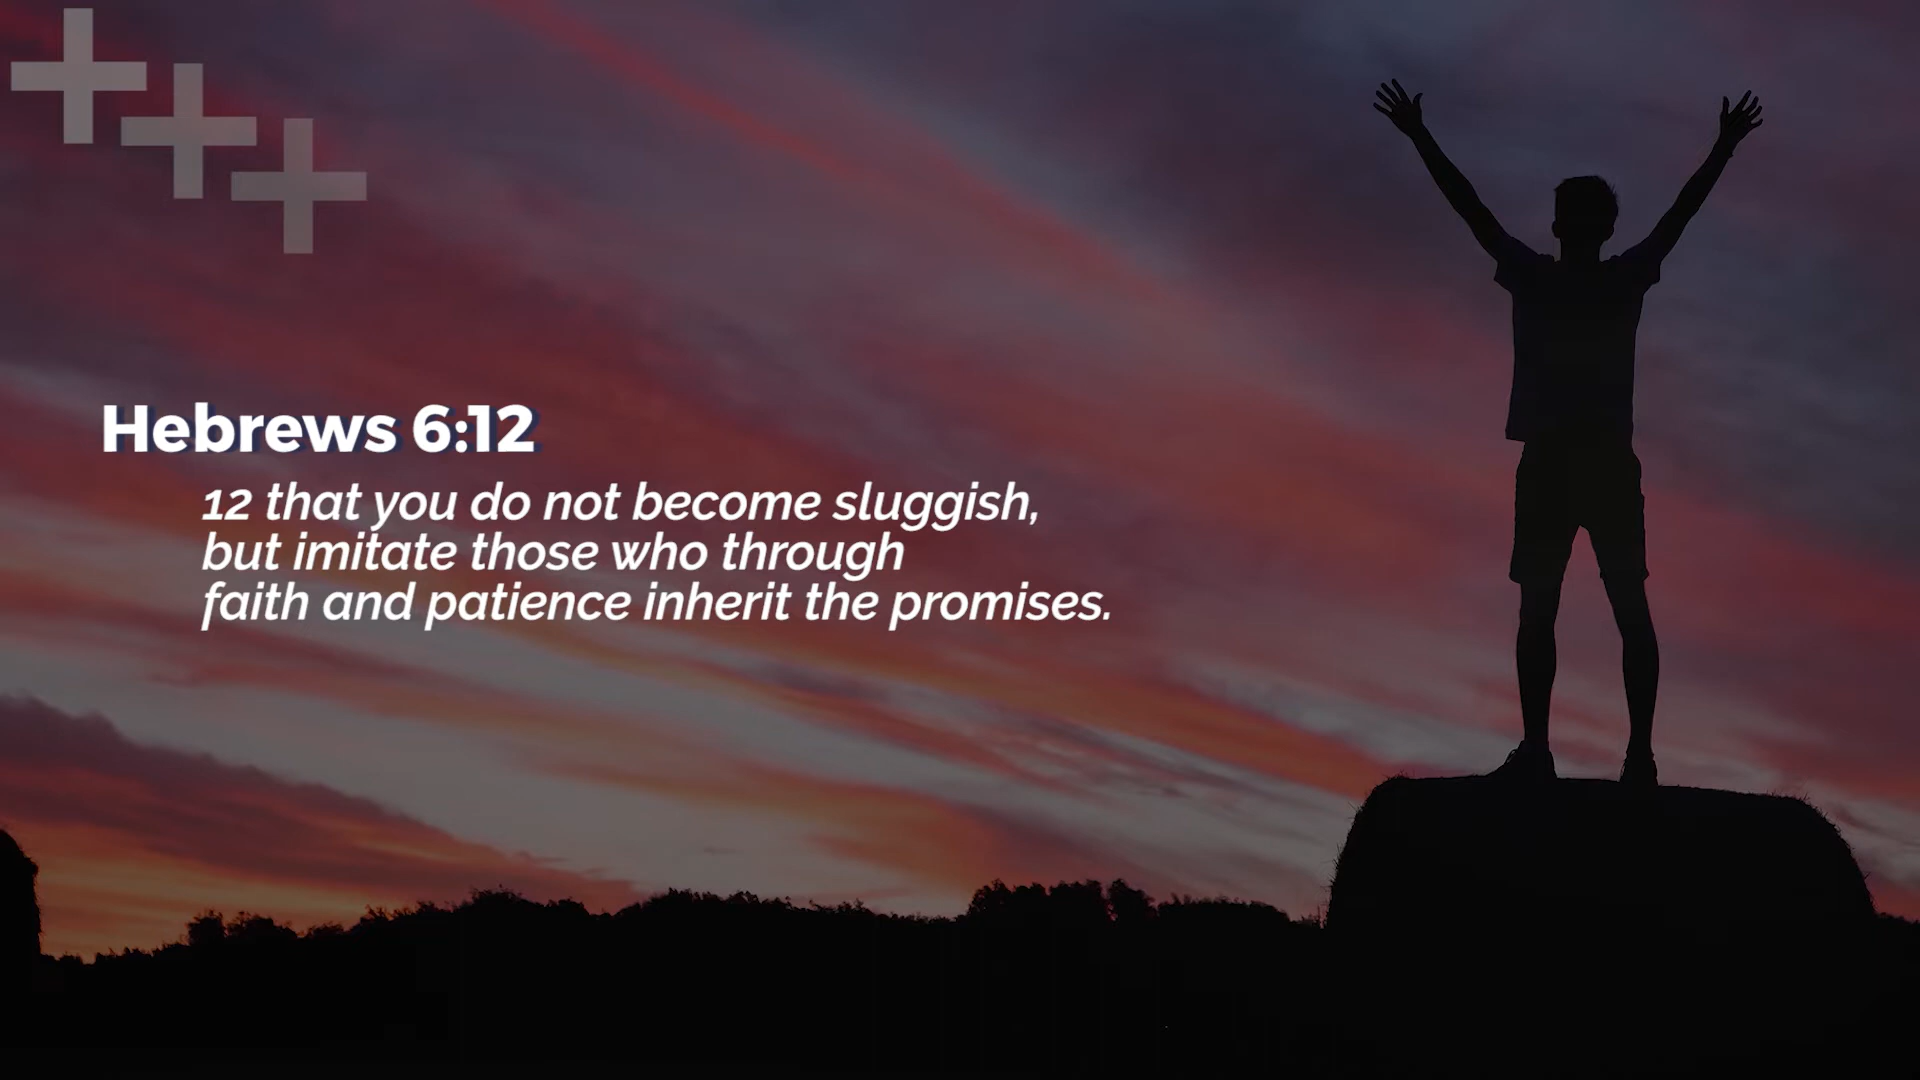 Hebrews 6:12
12 that you do not become sluggish,
but imitate those who through
faith and patience inherit the promises.